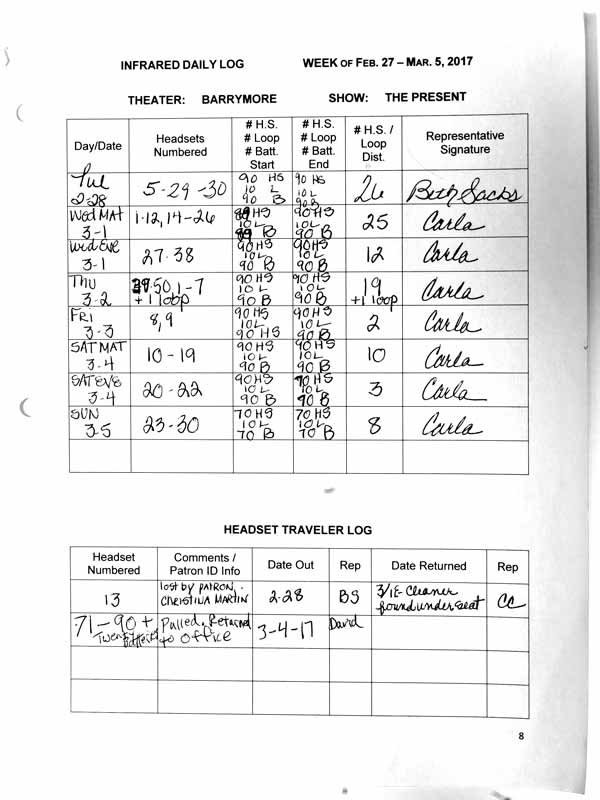 INFRARED DAILY LOG WEEK OF FEB. 27 – MAR. 5, 2017
THEATER: BARRYMORE SHOW: THE PRESENT
Day/Date Headsets Numbered # H.S. # Loop # Batt. Start # H.S. # Loop # Batt. End # H.S. / Loop Dist. Representative Signature
Tue 2-28 5-29-30 90 HS 10 L 90 B 90 HS 10 L 90 B 26 Beth Sachs
WED MAT 3-1 1-12, 14-26 89 HS 10 L 89 B 90 HS 10 L 90 B 25 Carla
WED EVE 3-1 27-38 90 HS 10 L 90 B 90 HS 10 L 90 B 12 Carla
THU 3-2 39-50, 1-7 +1 loop 90 HS 10 L 90 B 90 HS 10 L 90 B 19 +1 loop Carla
FRI 3-3 8,9 90 HS 10 L 90 HS 90 HS 10 L 90 B 2 Carla
SAT MAT 3-4 10-19 90 HS 10 L 90 B 90 HS 10 L 90 B 10 Carla
SAT EVE 3-4 20-22 90 HS 10 L 90 B 90 HS 10 L 90 B 3 Carla
SUN 3-5 23-30 70 HS 10 L 70 B 70 HS 10 L 70 B 8 Carla
HEADSET TRAVELER LOG
Headset Numbered Comments / Patron ID Info Date Out Rep Date Returned Rep
13 lost by PATRON, CHRISTINA MARTIN 2-28 BS 3/1E- Cleaner found under seat CC
71-90 + Pulled. Returned to office 3-4-17 David
8